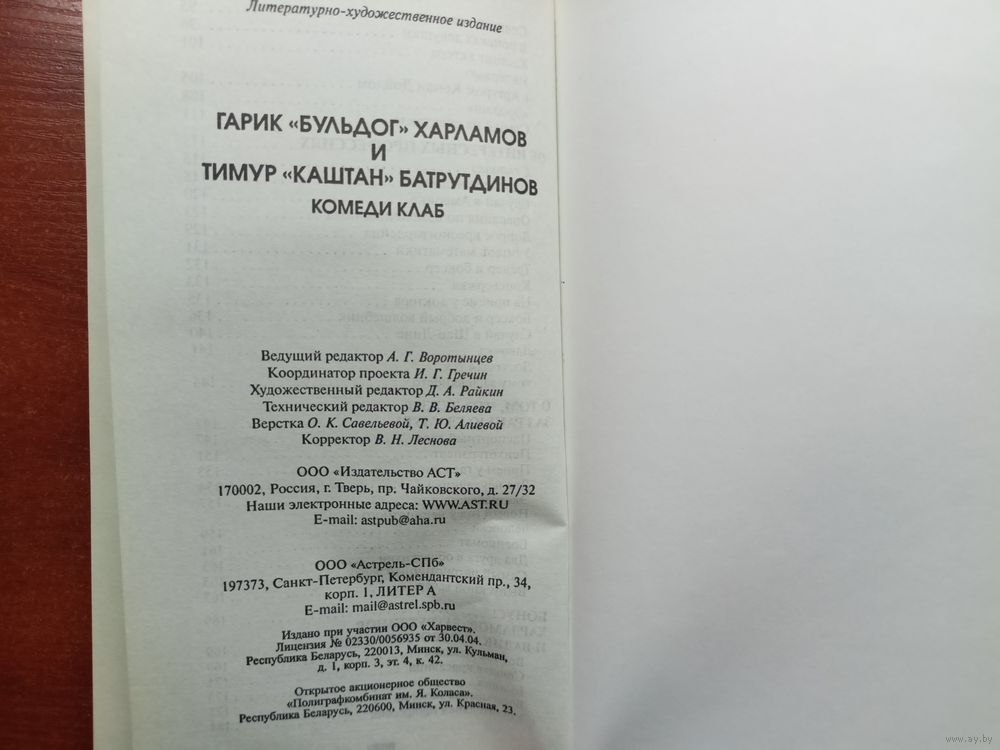 Литературно-художественное издание
ГАРИК «БУЛЬДОГ» ХАРЛАМОВ
И
ТИМУР «КАШТАН» БАТРУТДИНОВ
КОМЕДИ КЛАБ
Ведущий редактор А. Г. Воротынцев
Координатор проекта И. Г. Гречин
Художественный редактор Д. А. Райкин
Технический редактор В. В. Беляева
Верстка О. К. Савельевой, Т. Ю. Алиевой
Корректор В. Н. Леснова
ООО «Издательство АСТ»
170002, Россия, г. Тверь, пр. Чайковского, д. 27/32
Наши электронные адреса: WWW.AST.RU
E-mail: astpub@aha.ru
ООО «Астрель-СПб»
197373, Санкт-Петербург, Комендантский пр., 34,
корп. 1, ЛИТЕР А
E-mail: mail@astrel.spb.ru
Издано при участии ООО «Харвест».
Лицензия № 02330/0056935 от 30.04.04.
Республика Беларусь, 220013, Минск, ул. Кульман,
д. 1, корп. 3, эт. 4, к. 42.
Открытое акционерное общество
«Полиграфкомбинат им. Я. Коласа».
Республика Беларусь, 220600, Минск, ул. Красная, 23.
www.ay.by